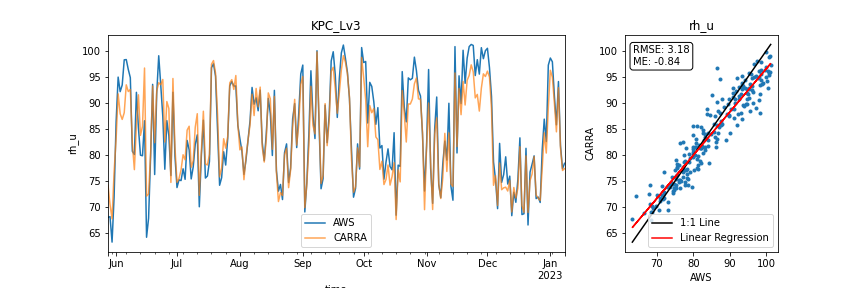 KPC_Lv3
rh_u
100
95
90
85
80
75
70
65
Jun
Jul
Aug
Sep
Oct
Nov
Dec
Jan
2023
AWS
CARRA
rh_u
100
95
90
85
80
75
70
65
CARRA
RMSE: 3.18
ME: -0.84
1:1 Line
Linear Regression
70
80
90
100
AWS